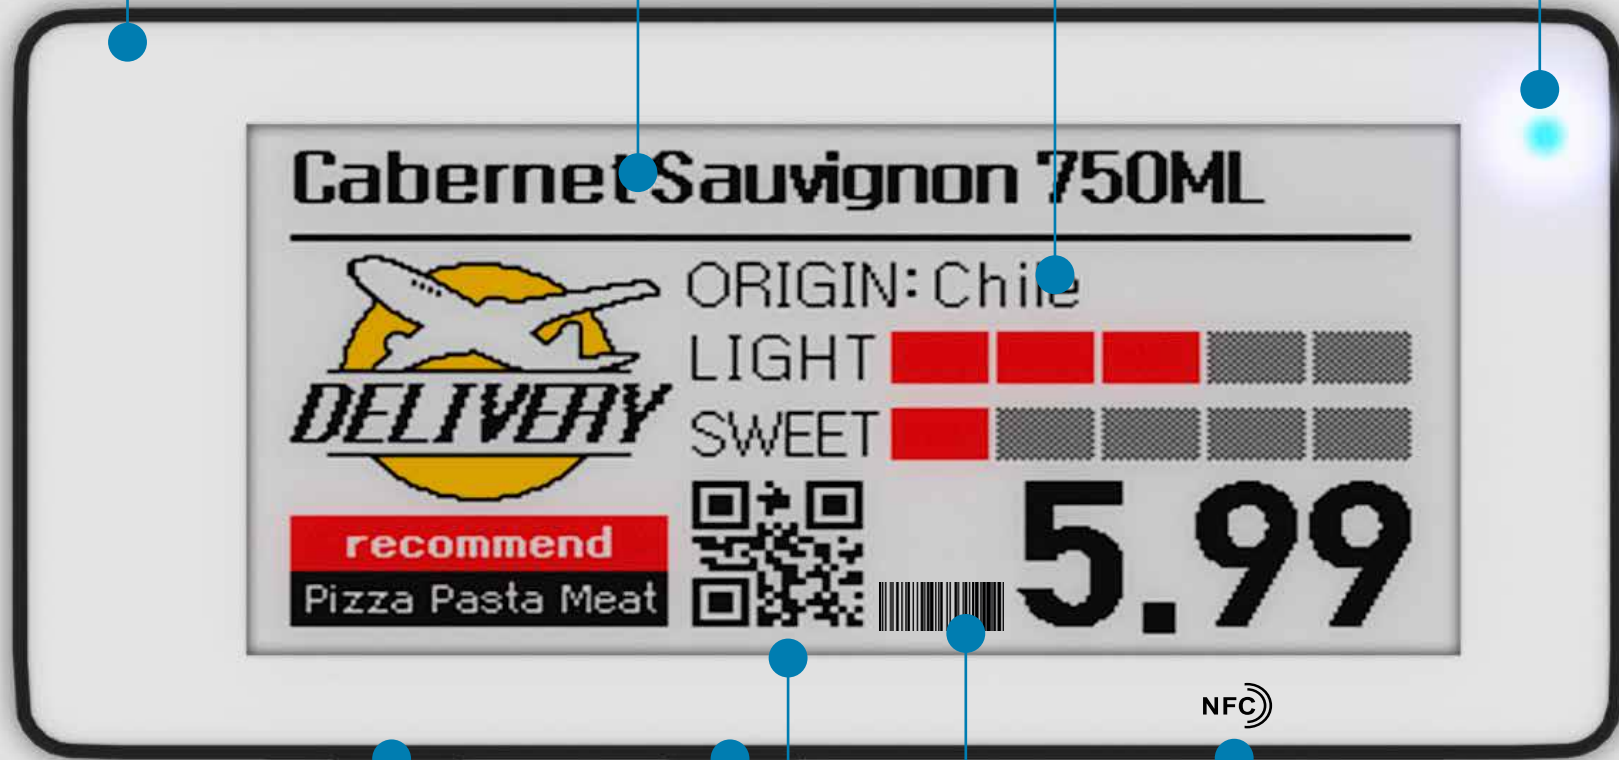 Cabernet Sauvignon 750ML
DELIVERY
ORIGIN: Chile
LIGHT
SWEET
recommend
Pizza Pasta Meat
5.99
NFC